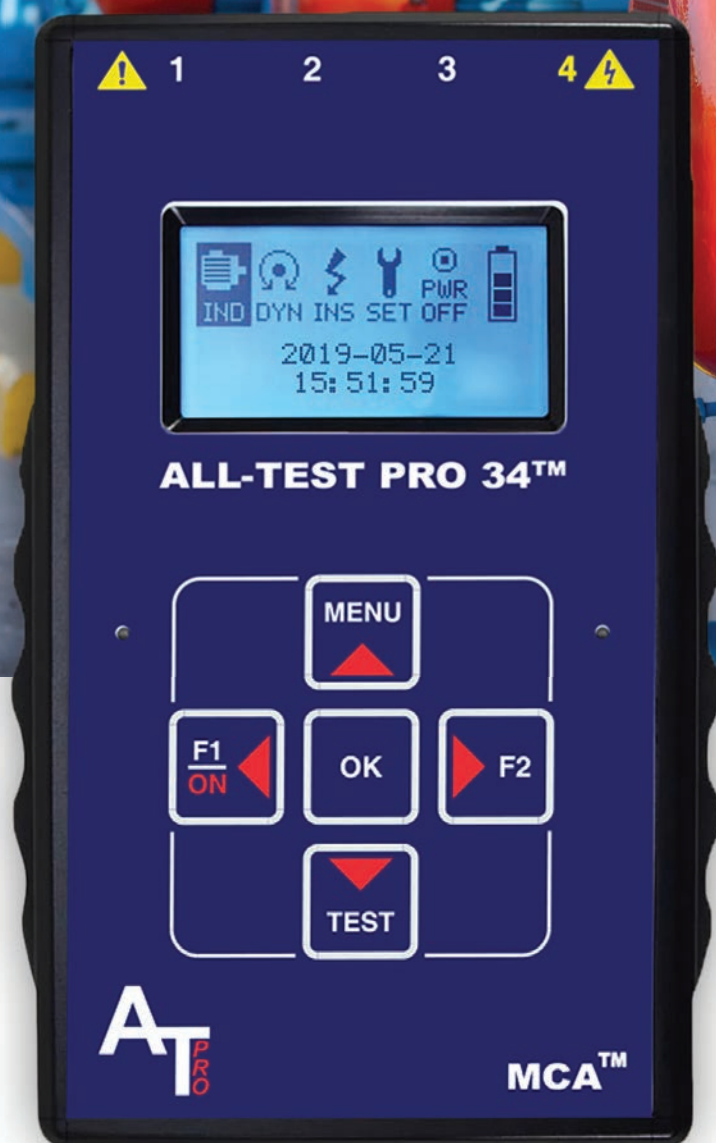 1 2 3 4
PWR
IND DYN INS SET OFF
2019-05-21
15:51:59
ALL-TEST PRO 34™
MENU
F1
ON
OK
F2
TEST
AT PRO
MCA™